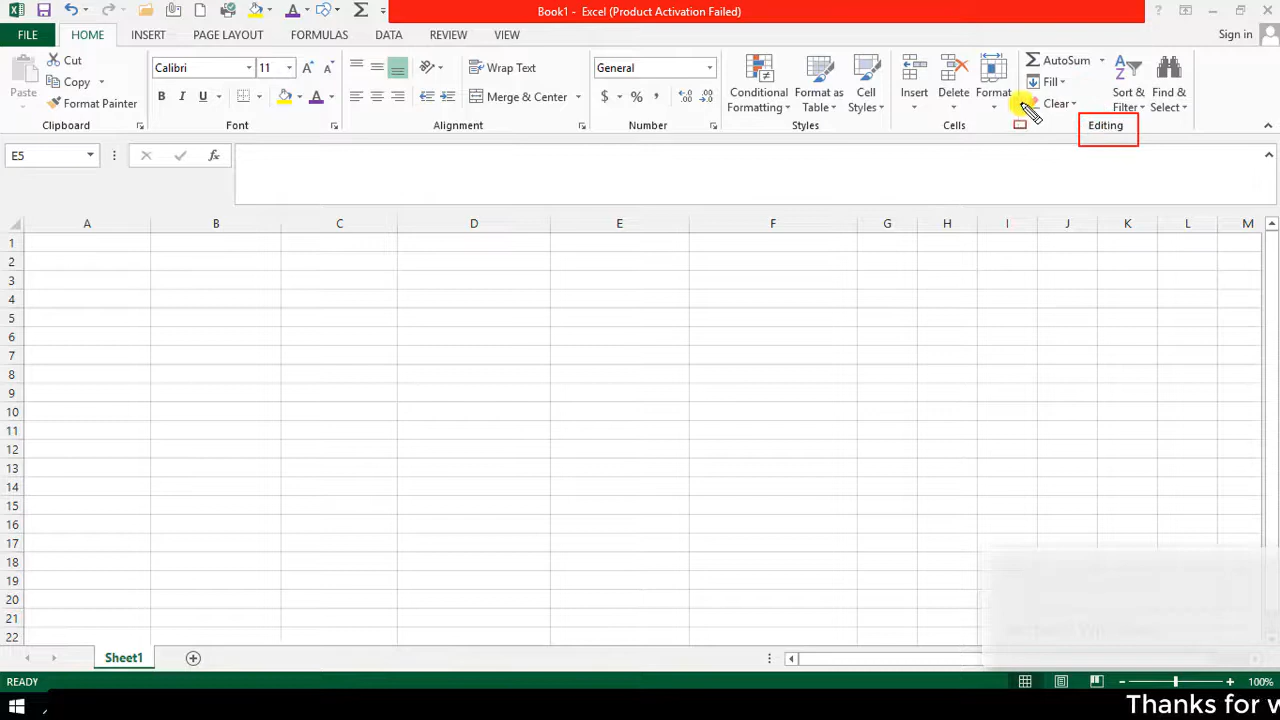 Book1 - Excel (Product Activation Failed)
?
FILE HOME INSERT PAGE LAYOUT FORMULAS DATA REVIEW VIEW Sign in
Paste
Cut
Copy
Format Painter
Clipboard
Calibri 11
B I U
Font
Wrap Text
Merge & Center
Alignment
General
$ % ,
Number
Conditional Formatting
Format as Table
Cell Styles
Styles
Insert
Delete
Format
Cells
AutoSum
Fill
Clear
Sort & Filter
Find & Select
Editing
E5
fx
A B C D E F G H I J K L M
1
2
3
4
5
6
7
8
9
10
11
12
13
14
15
16
17
18
19
20
21
22
Sheet1
READY
100%
Thanks for w